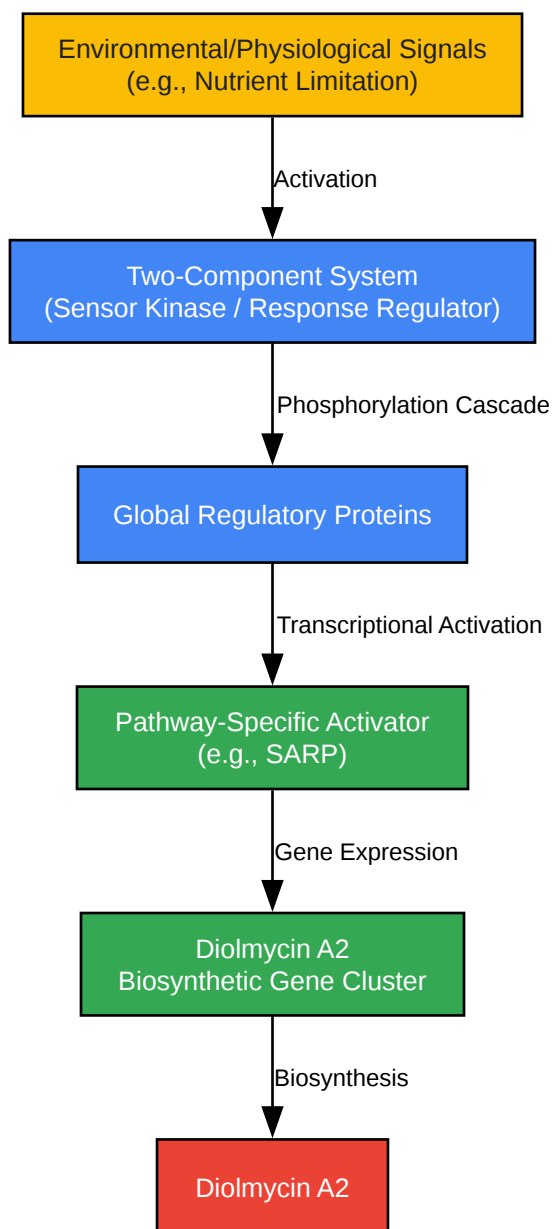 Environmental/Physiological Signals
(e.g., Nutrient Limitation)
Activation
Two-Component System
(Sensor Kinase / Response Regulator)
Phosphorylation Cascade
Global Regulatory Proteins
Transcriptional Activation
Pathway-Specific Activator
(e.g., SARP)
Gene Expression
Diolmycin A2
Biosynthetic Gene Cluster
Biosynthesis
Diolmycin A2